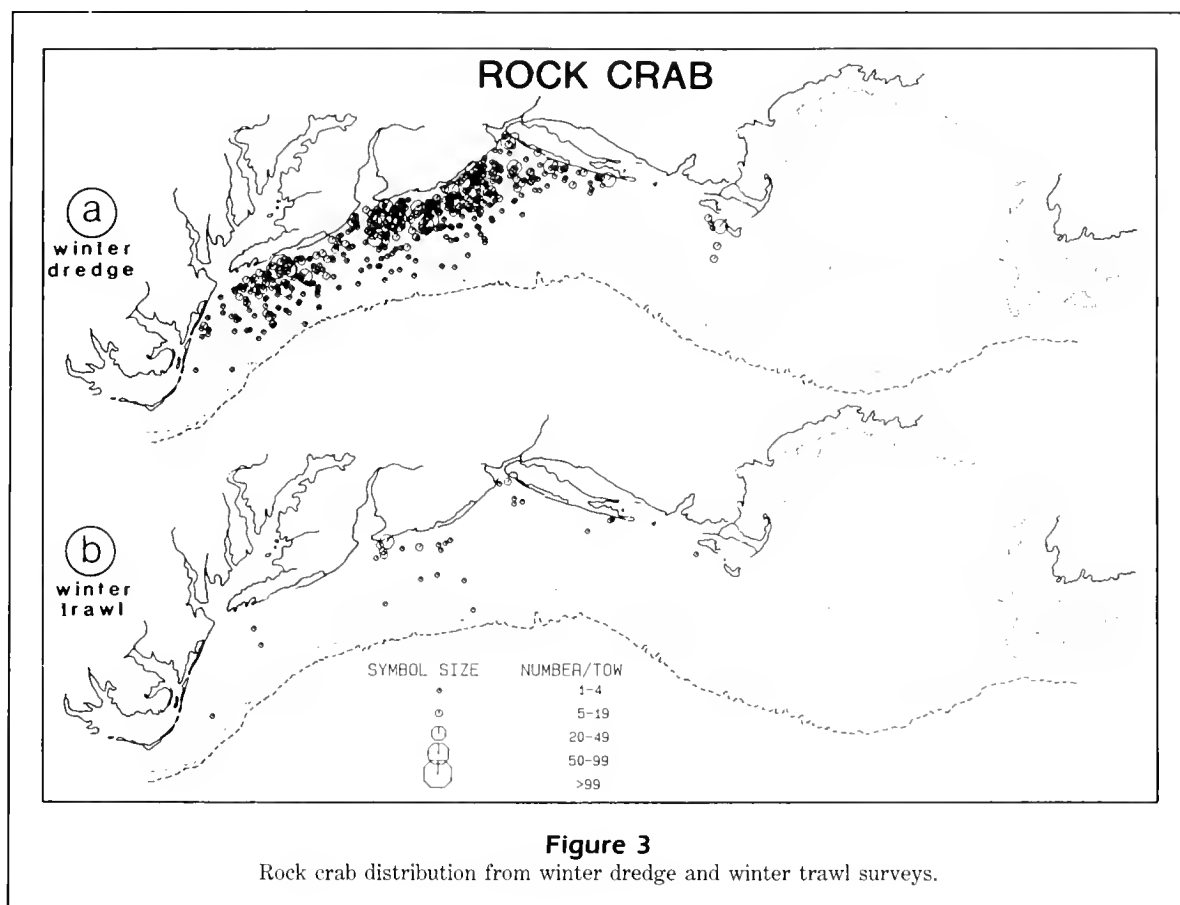 ROCK CRAB
a
winter
dredge
b
winter
trawl
SYMBOL SIZE NUMBER/TOW
1-4
5-19
20-49
50-99
>99
Figure 3
Rock crab distribution from winter dredge and winter trawl surveys.